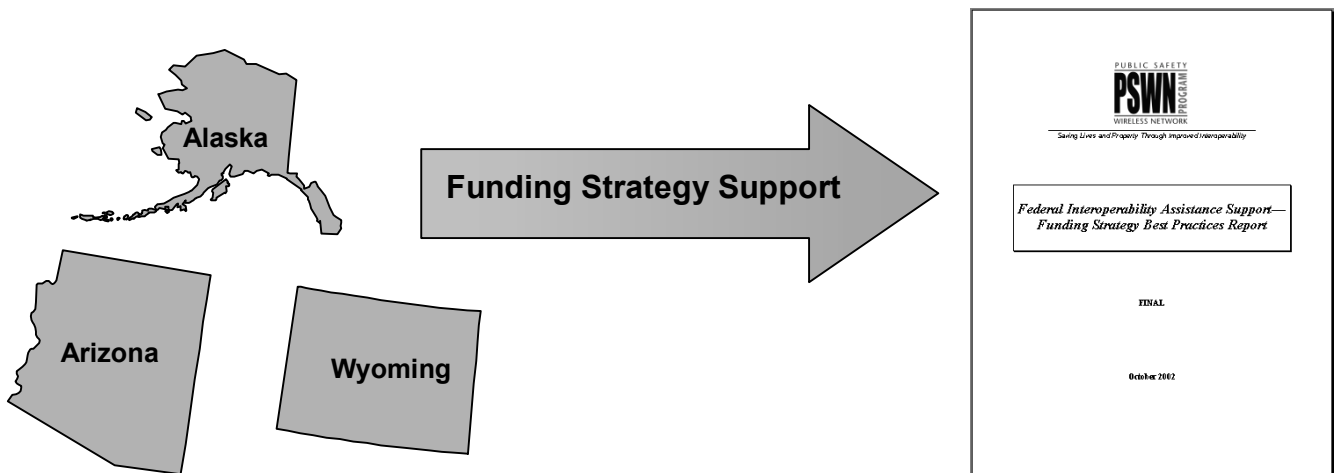 Alaska
Arizona
Wyoming
Funding Strategy Support
PUBLIC SAFETY
PSWN
PROGRAM
WIRELESS NETWORK
Saving Lives and Property Through Improved Interoperability
Federal Interoperability Assistance Support—
Funding Strategy Best Practices Report
FINAL
October 2002